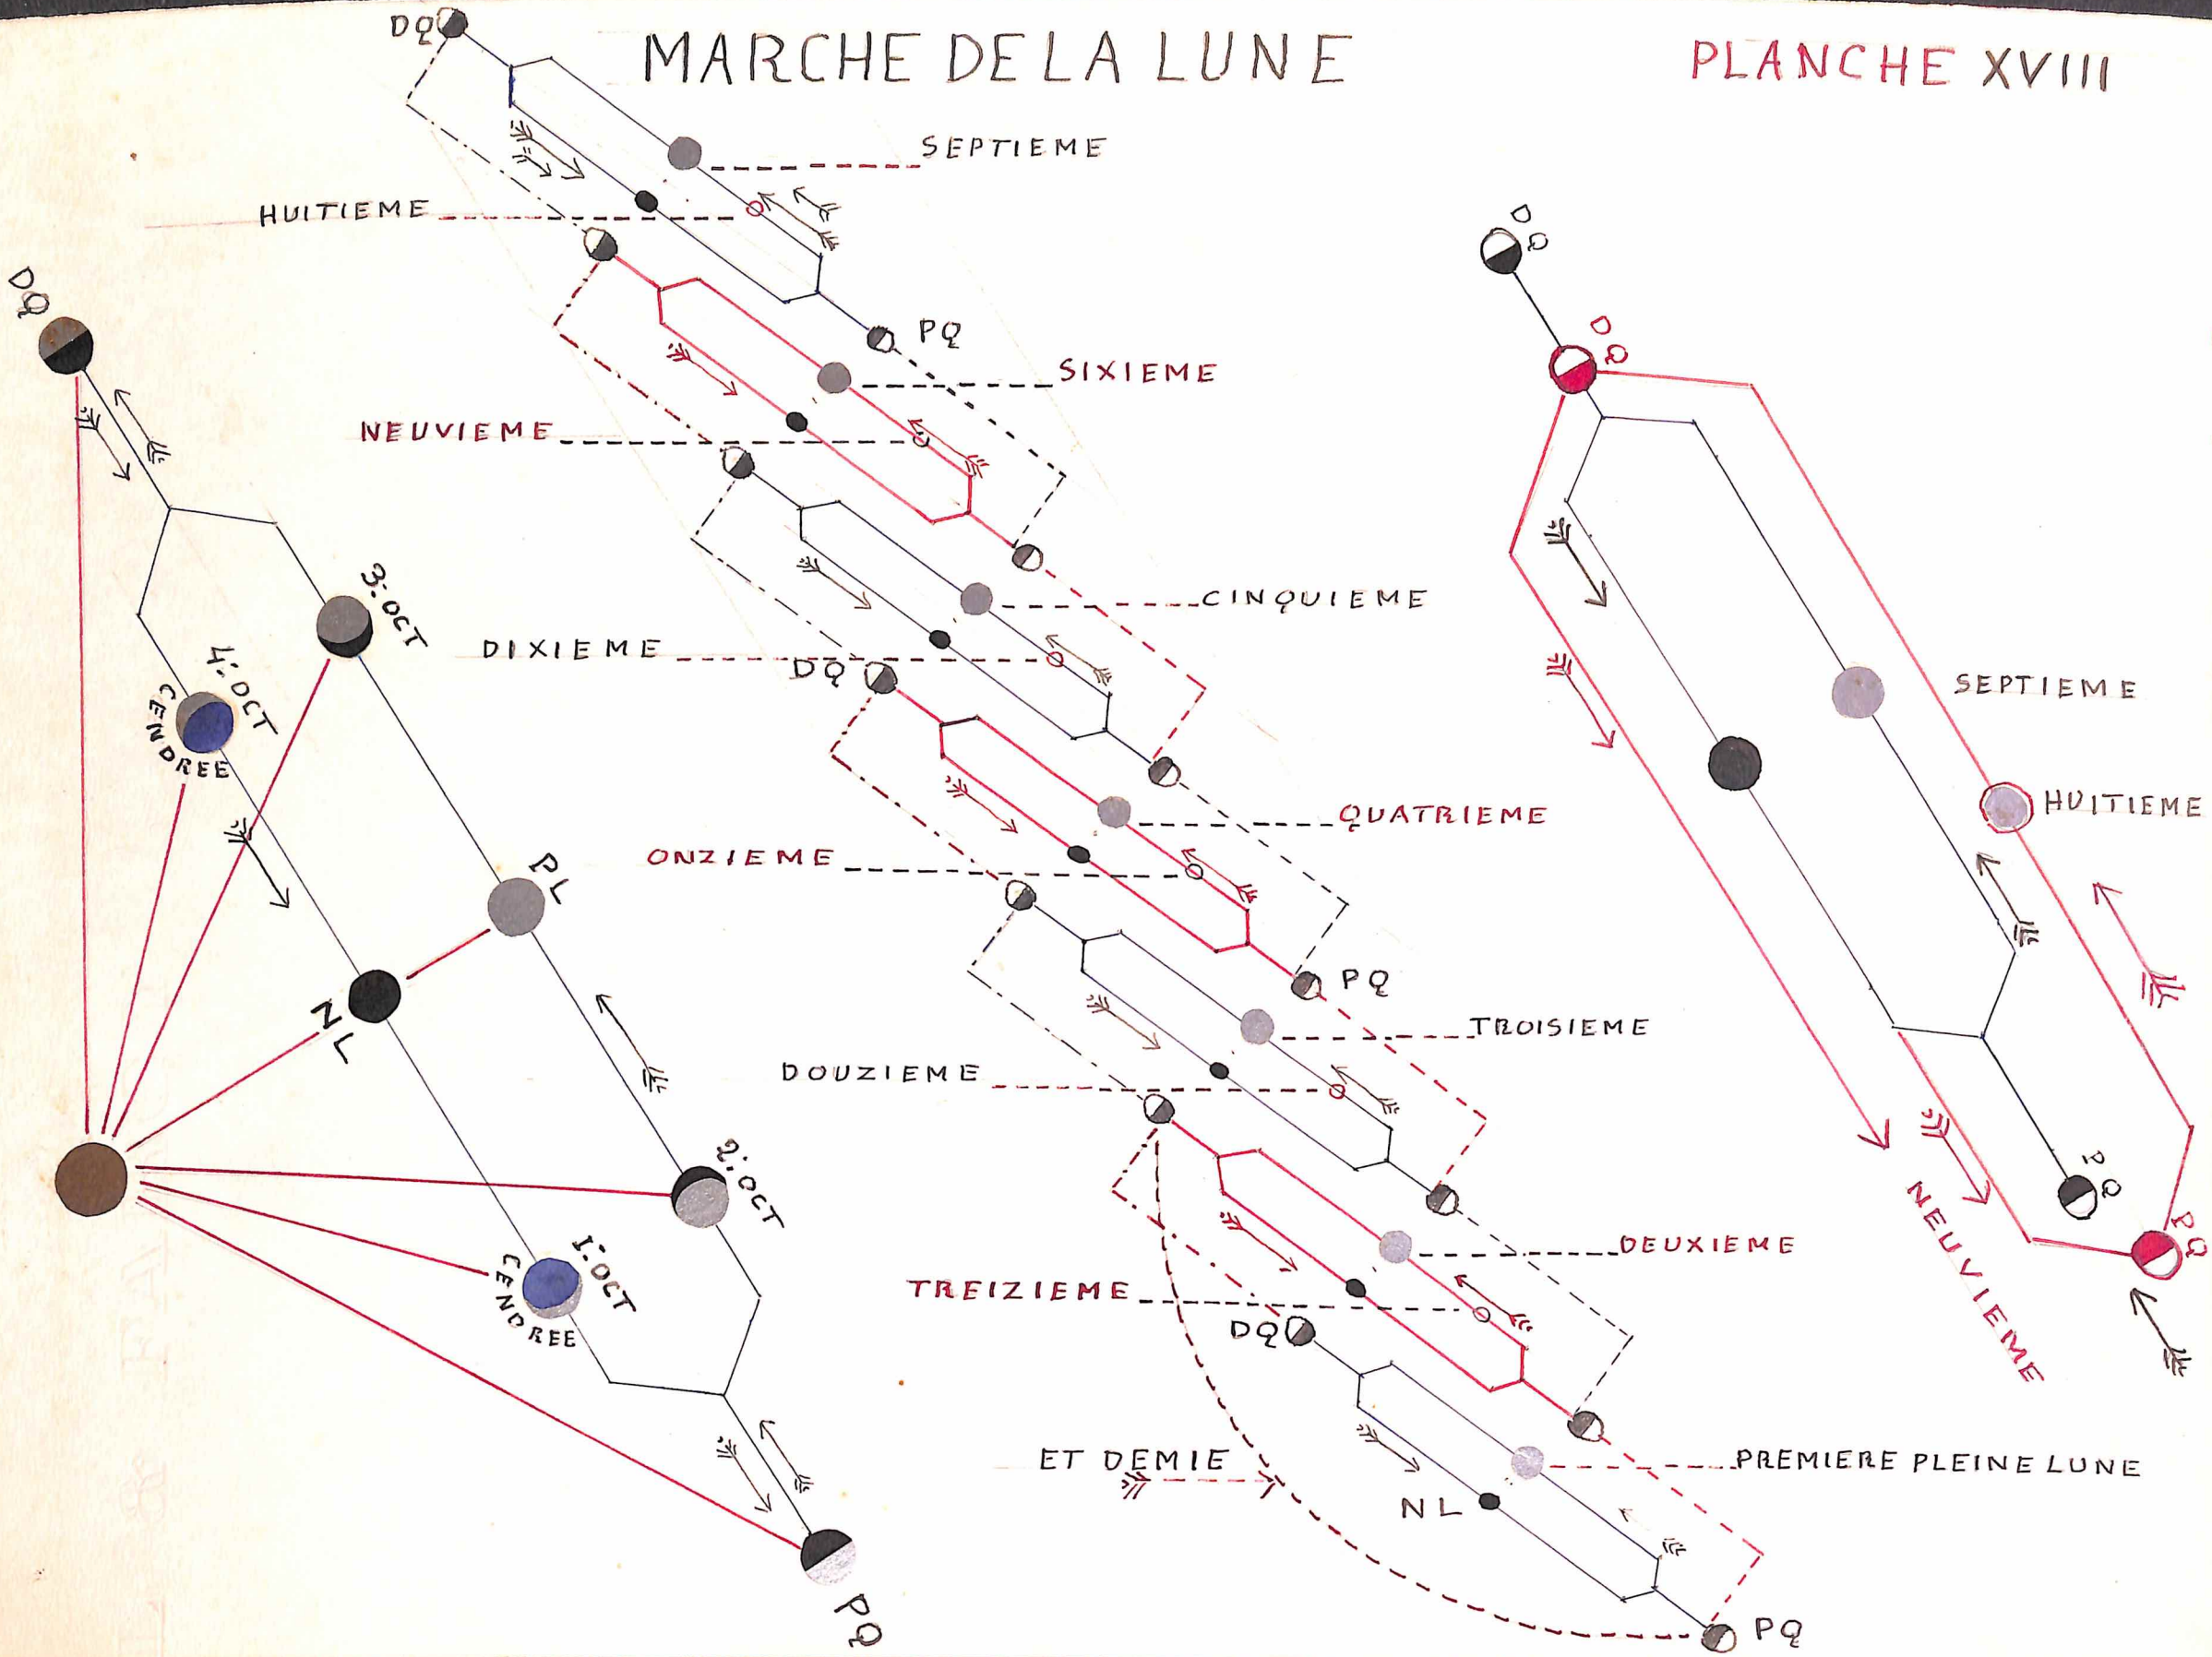 MARCHE DE LA LUNE
PLANCHE XVIII
DQ
SEPTIEME
HUITIEME
PQ
SIXIEME
NEUVIEME
CINQUIEME
DIXIEME
DQ
QUATRIEME
ONZIEME
PQ
TROISIEME
DOUZIEME
DEUXIEME
TREIZIEME
DQ
ET DEMIE
PREMIERE PLEINE LUNE
NL
PQ
DQ
3: OCT
4: OCT
CENDREE
PL
NL
2: OCT
1: OCT
CENDREE
PQ
DQ
DQ
SEPTIEME
HUITIEME
PQ
PQ
NEUVIEME